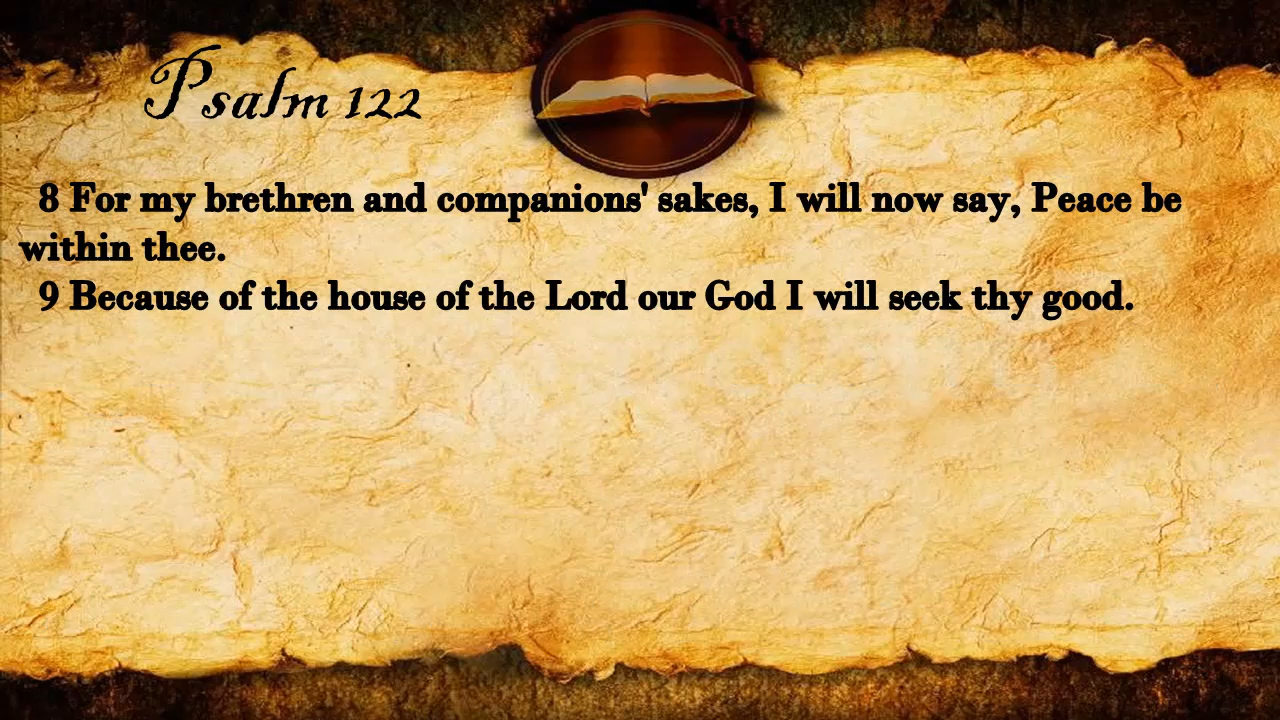 Psalm 122
8 For my brethren and companions' sakes, I will now say, Peace be
within thee.
9 Because of the house of the Lord our God I will seek thy good.